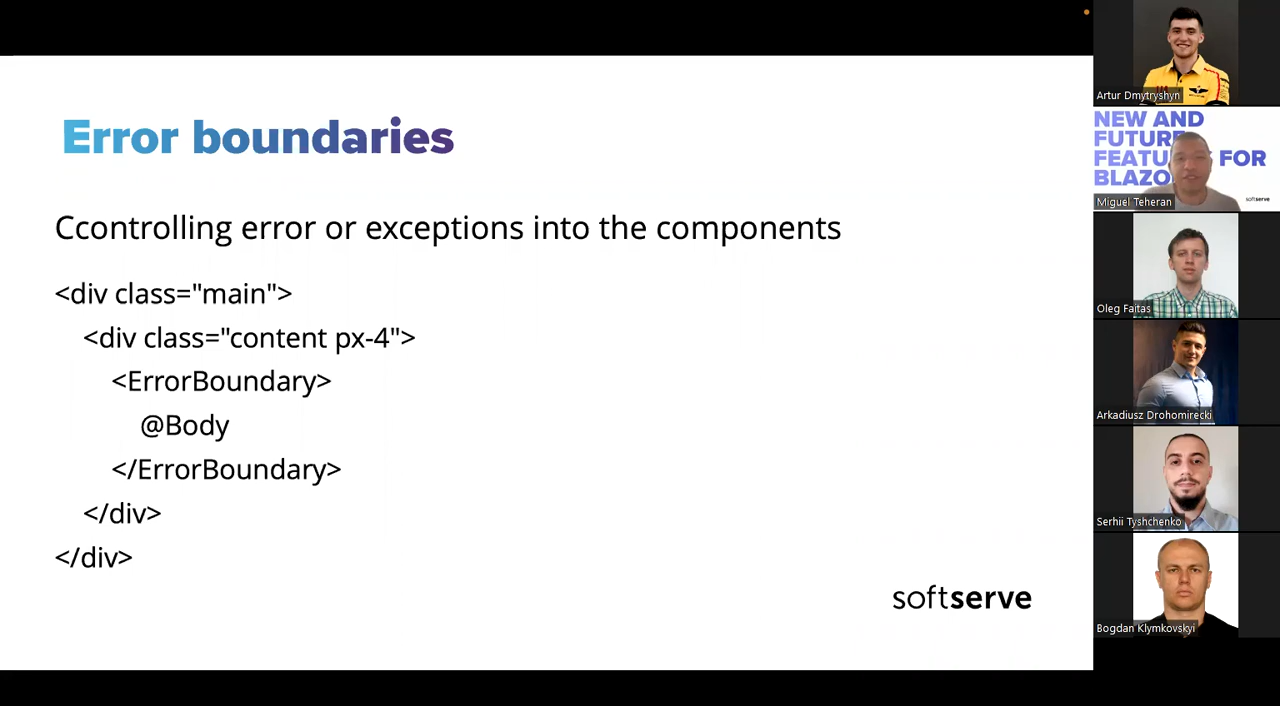 Error boundaries
Ccontrolling error or exceptions into the components
<div class="main">
<div class="content px-4">
<ErrorBoundary>
@Body
</ErrorBoundary>
</div>
</div>
softserve
Artur Dmytryshyn
NEW AND
FUTURE
FEATU FOR
BLAZO
softserve
Miguel Teheran
Oleg Faitas
Arkadiusz Drohomirecki
Serhii Tyshchenko
Bogdan Klymkovskyi